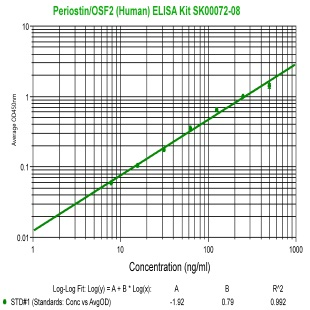 Periostin/OSF2 (Human) ELISA Kit SK00072-08
10
1
0.1
0.01
Average OD450nm
1 10 100 1000
Concentration (ng/ml)
Log-Log Fit: Log(y) = A + B * Log(x): A B R^2
STD#1 (Standards: Conc vs AvgOD) -1.92 0.79 0.992